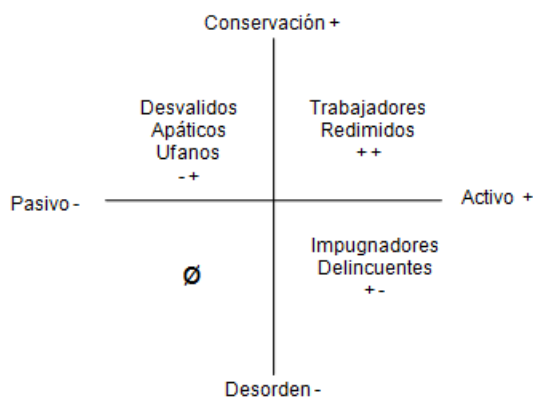 Conservación +
Desvalidos
Apáticos
Ufanos
- +
Trabajadores
Redimidos
+ +
Pasivo -
Activo +
Ø
Impugnadores
Delincuentes
+ -
Desorden -